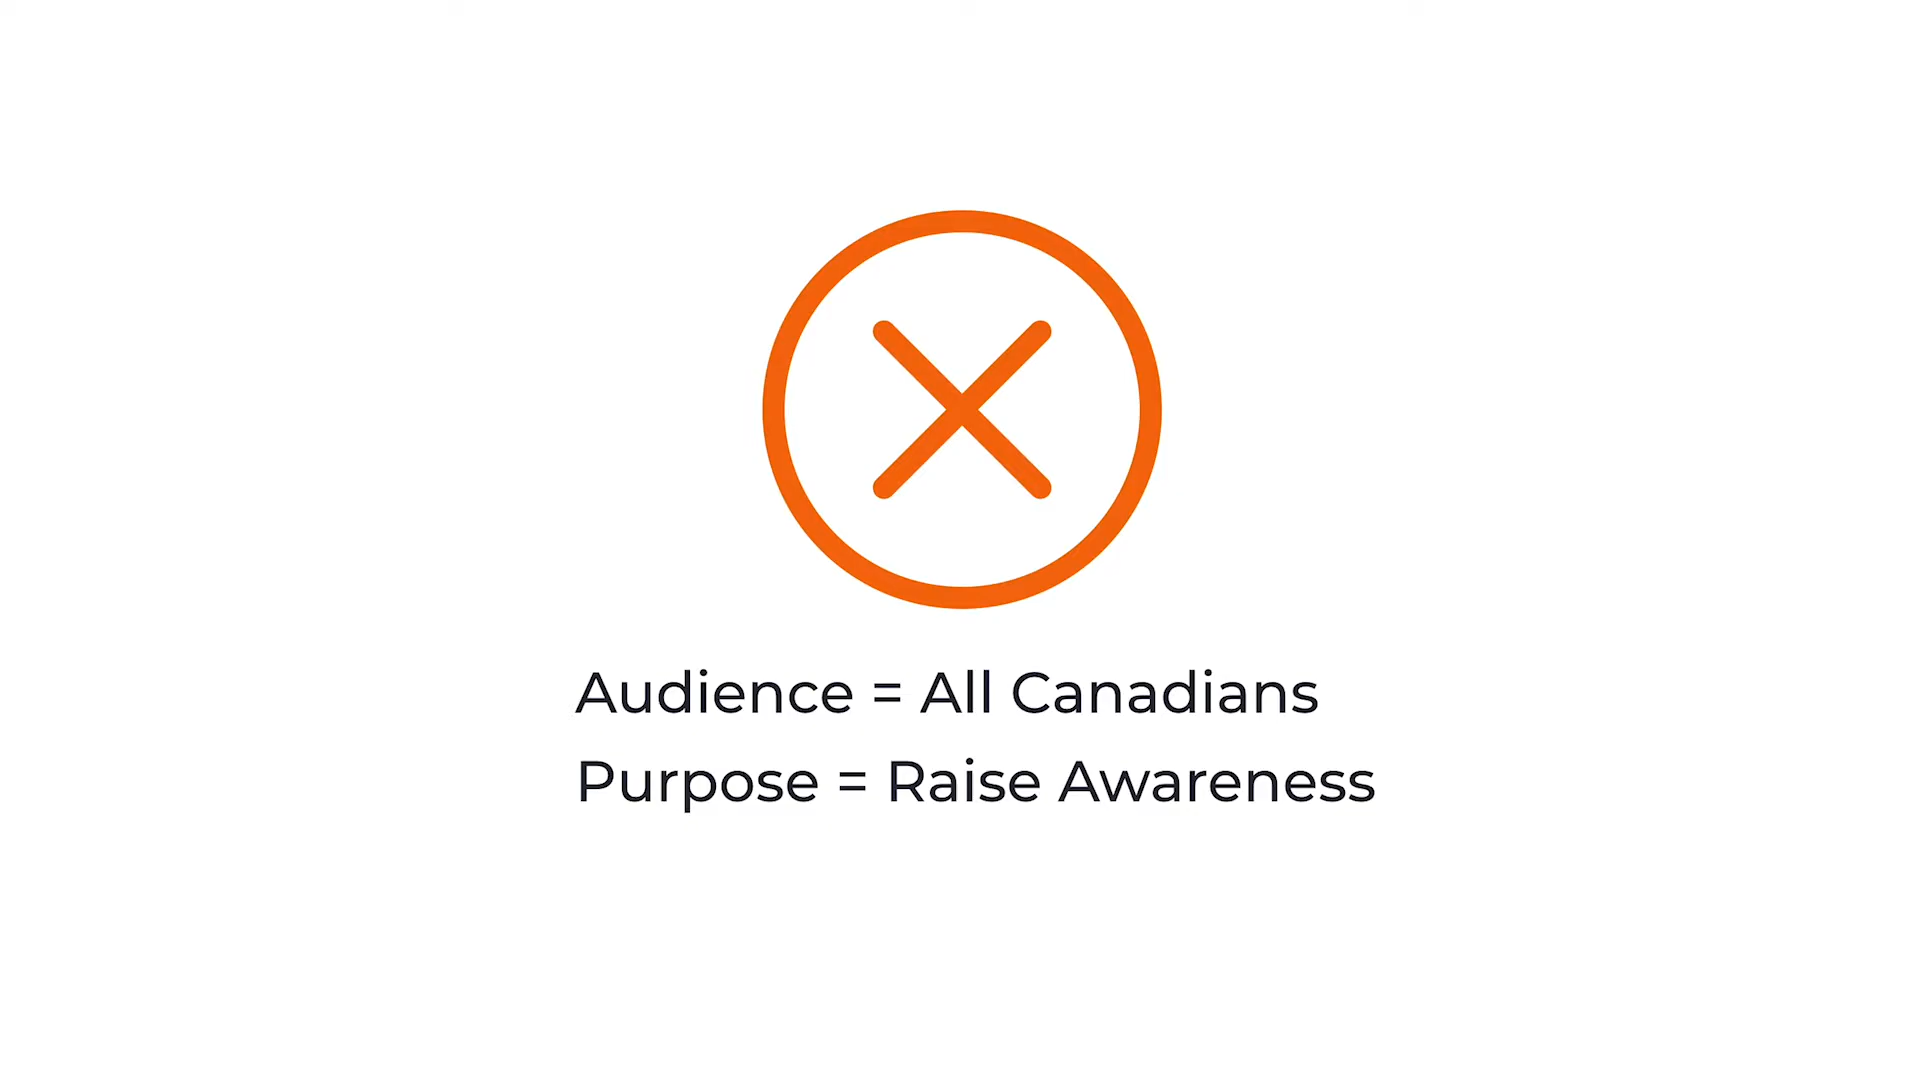 Audience = All Canadians
Purpose = Raise Awareness